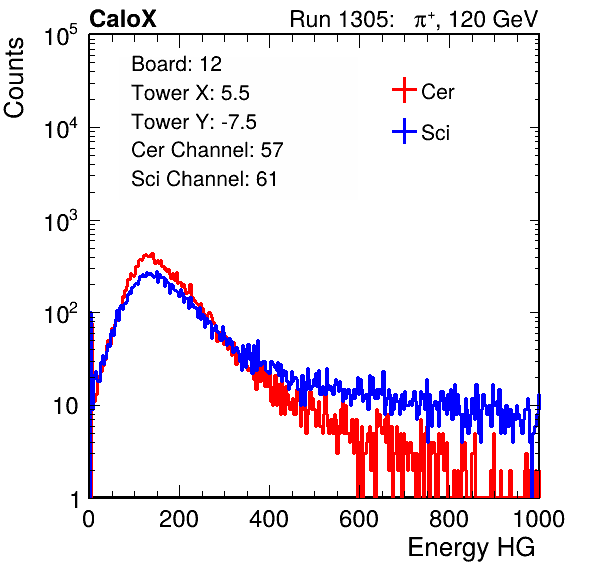 CaloX Run 1305: π⁺, 120 GeV
Counts
10⁵
10⁴
10³
10²
10
1
Board: 12
Tower X: 5.5
Tower Y: -7.5
Cer Channel: 57
Sci Channel: 61
Cer
Sci
0 200 400 600 800 1000
Energy HG